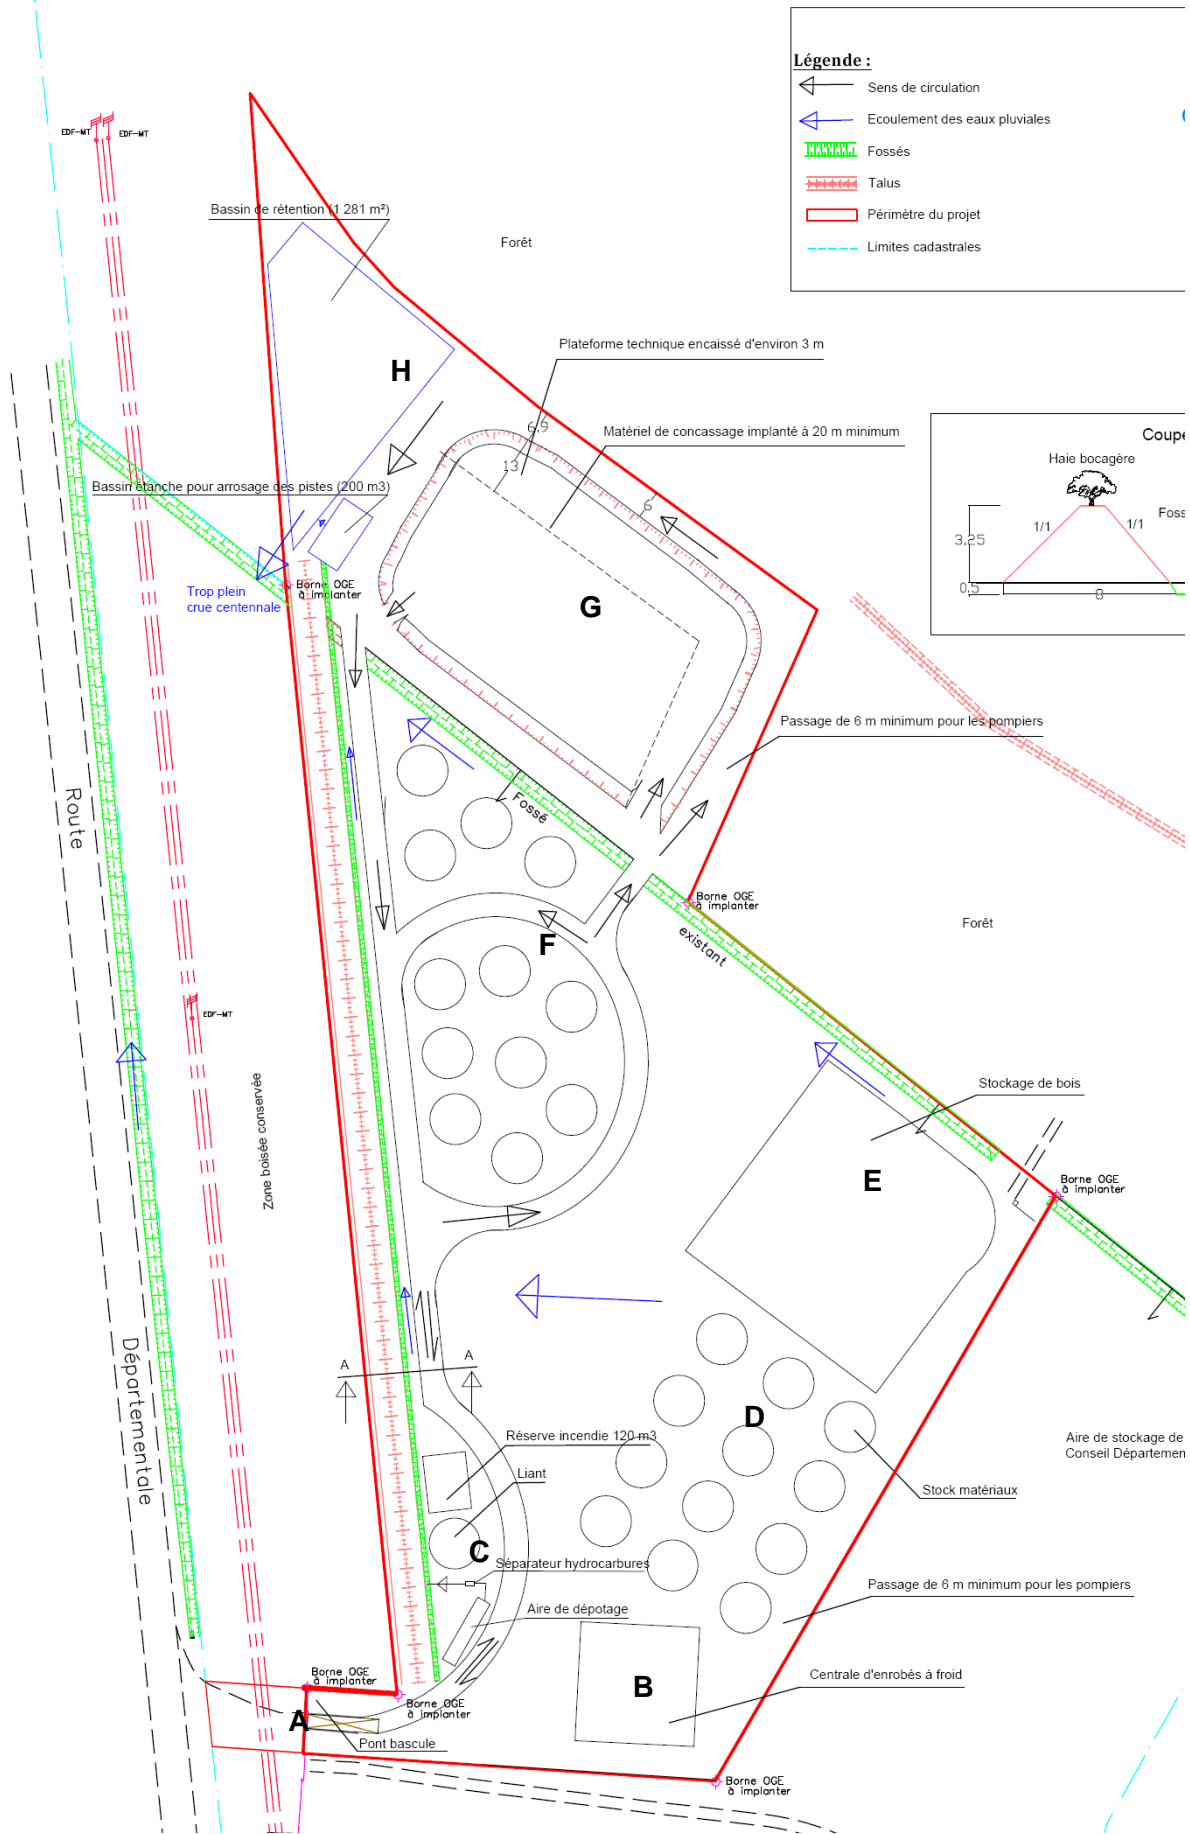 Légende :
Sens de circulation
Ecoulement des eaux pluviales
Fossés
Talus
Périmètre du projet
Limites cadastrales
EDF-MT
EDF-MT
Bassin de rétention (1 281 m²)
Forêt
Plateforme technique encaissé d'environ 3 m
H
6,9
Matériel de concassage implanté à 20 m minimum
13
Bassin étanche pour arrosage des pistes (200 m3)
6
Coupe
Haie bocagère
Foss
1/1
1/1
3,25
0,5
8
Borne OGE
à implanter
Trop plein
crue centennale
G
Passage de 6 m minimum pour les pompiers
Route
Fossé
Borne OGE
à implanter
existant
Forêt
F
EDF-MT
Zone boisée conservée
Stockage de bois
E
Borne OGE
à implanter
Départementale
A
A
D
Réserve incendie 120 m3
Liant
Aire de stockage de
Conseil Départemen
Stock matériaux
C
Séparateur hydrocarbures
Passage de 6 m minimum pour les pompiers
Aire de dépotage
Borne OGE
à implanter
Borne OGE
à implanter
B
Centrale d'enrobés à froid
A
Pont bascule
Borne OGE
à implanter